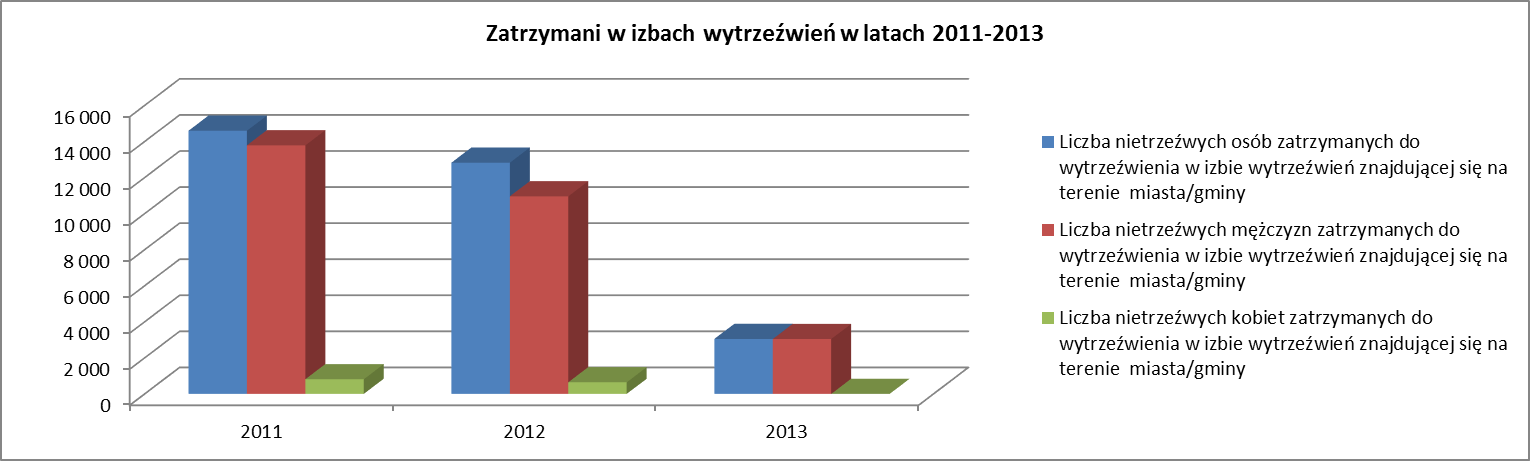 Zatrzymani w izbach wytrzeźwień w latach 2011-2013
16 000
14 000
12 000
10 000
8 000
6 000
4 000
2 000
0
2011
2012
2013
Liczba nietrzeźwych osób zatrzymanych do
wytrzeźwienia w izbie wytrzeźwień znajdującej się na
terenie miasta/gminy
Liczba nietrzeźwych mężczyzn zatrzymanych do
wytrzeźwienia w izbie wytrzeźwień znajdującej się na
terenie miasta/gminy
Liczba nietrzeźwych kobiet zatrzymanych do
wytrzeźwienia w izbie wytrzeźwień znajdującej się na
terenie miasta/gminy